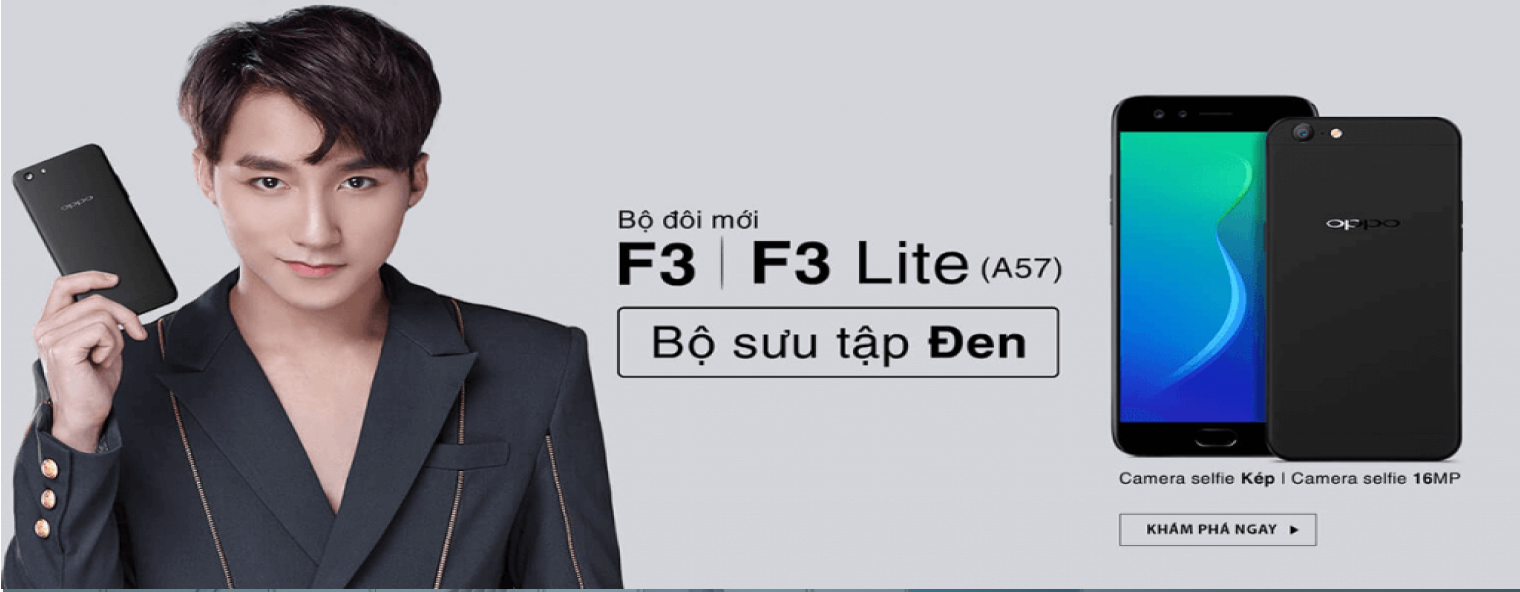 oppo
Bộ đôi mới
F3 | F3 Lite (A57)
Bộ sưu tập Đen
oppo
Camera selfie Kép | Camera selfie 16MP
KHÁM PHÁ NGAY ►